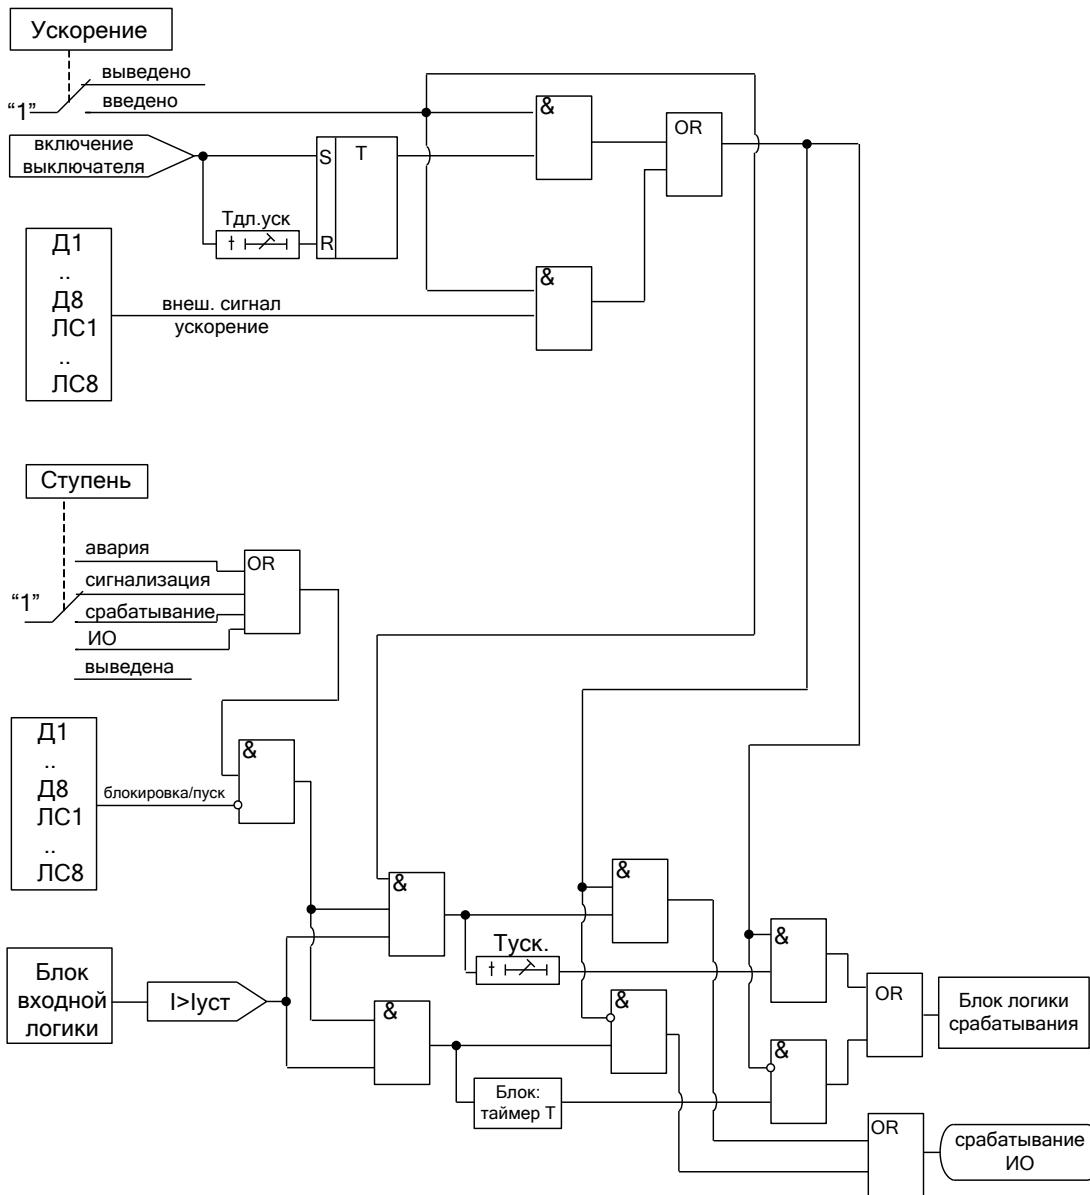 Ускорение
выведено
“1”
введено
включение
выключателя
S
T
R
Tдл.уск
t
&
OR
&
Д1
..
Д8
ЛС1
..
ЛС8
внеш. сигнал
ускорение
Ступень
авария
сигнализация
“1”
срабатывание
ИО
выведена
OR
Д1
..
Д8
ЛС1
..
ЛС8
блокировка/пуск
&
&
&
&
Туск.
t
Блок
входной
логики
I>Iуст
&
&
OR
Блок логики
срабатывания
&
Блок:
таймер Т
OR
срабатывание
ИО